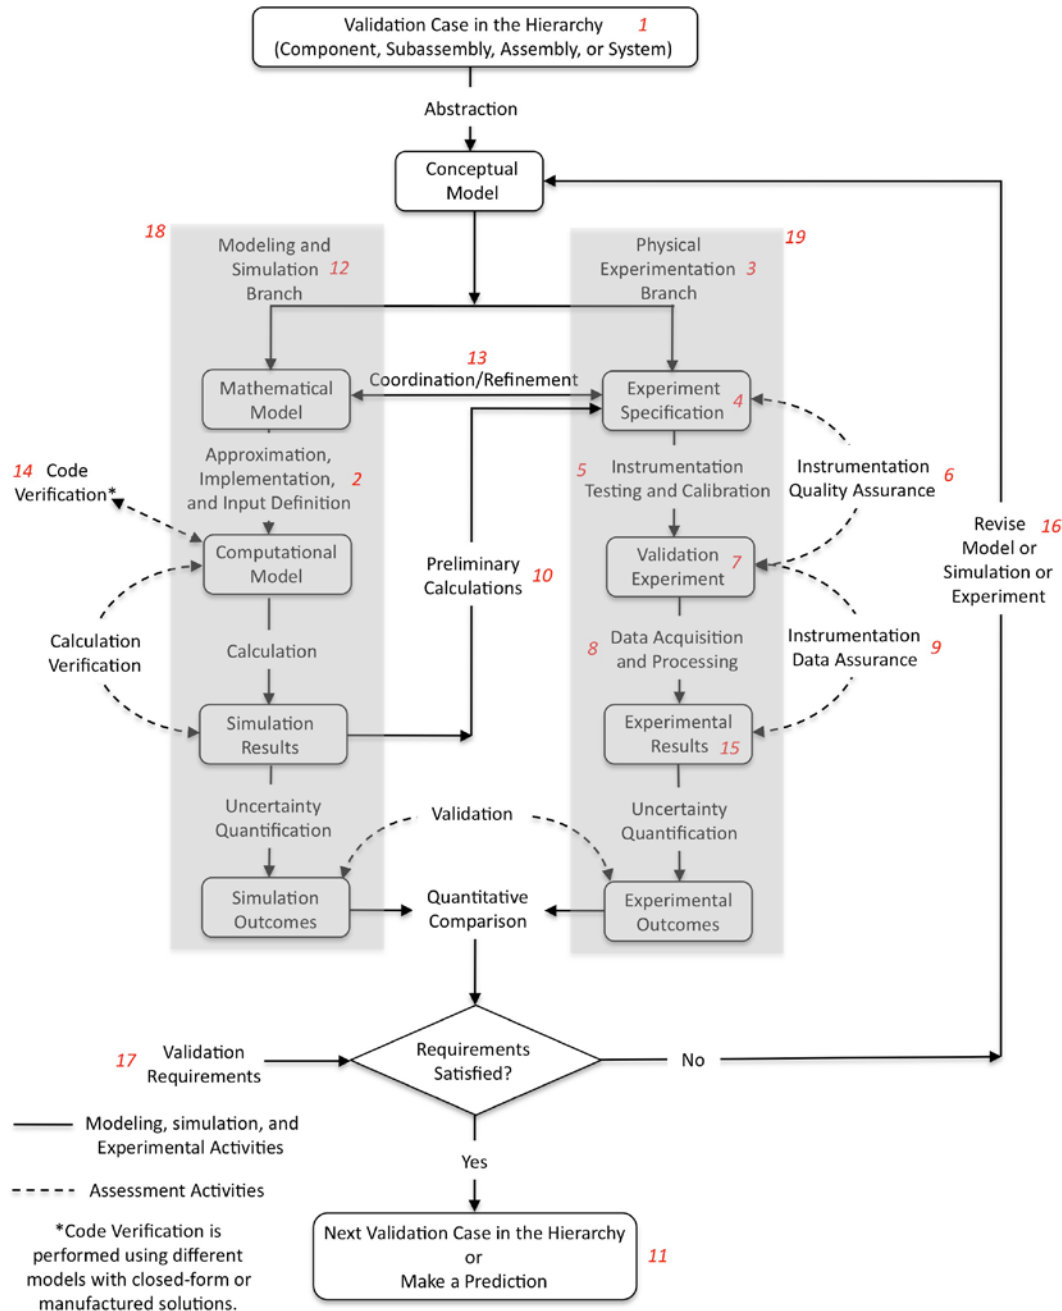 Validation Case in the Hierarchy 1
(Component, Subassembly, Assembly, or System)
Abstraction
Conceptual
Model
18
Modeling and
Simulation 12
Branch
19
Physical
Experimentation 3
Branch
13
Coordination/Refinement
Mathematical
Model
Experiment
Specification 4
Approximation,
Implementation, 2
and Input Definition
5 Instrumentation
Testing and Calibration
Instrumentation 6
Quality Assurance
14 Code
Verification*
Computational
Model
Preliminary
Calculations 10
Validation
Experiment 7
Revise 16
Model or
Simulation or
Experiment
Calculation
Verification
Calculation
8 Data Acquisition
and Processing
Instrumentation 9
Data Assurance
Simulation
Results
Experimental
Results 15
Uncertainty
Quantification
Validation
Uncertainty
Quantification
Simulation
Outcomes
Quantitative
Comparison
Experimental
Outcomes
17 Validation
Requirements
Requirements
Satisfied?
No
Modeling, simulation, and
Experimental Activities
Yes
Assessment Activities
*Code Verification is
performed using different
models with closed-form or
manufactured solutions.
Next Validation Case in the Hierarchy
or 11
Make a Prediction